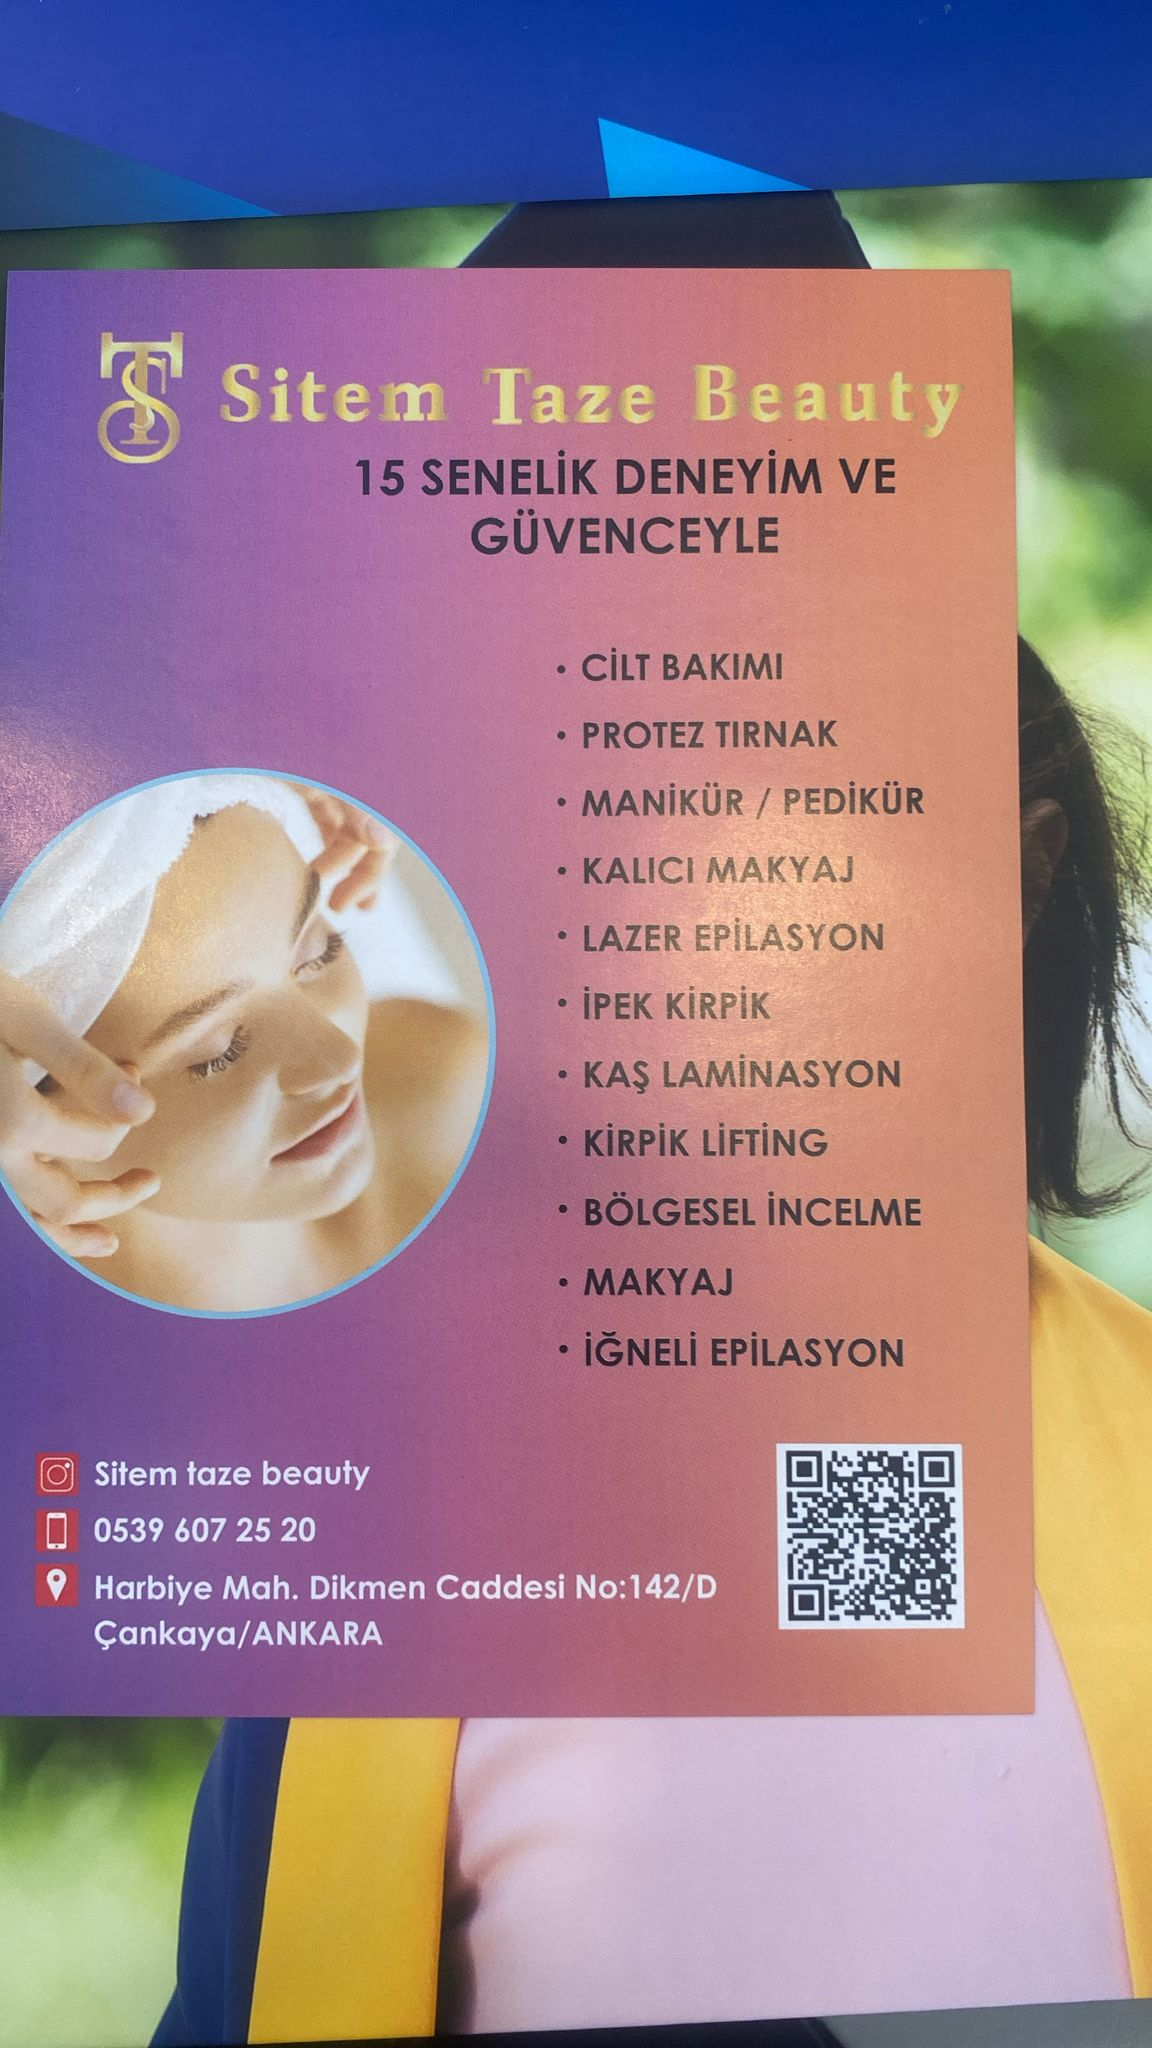 Sitem Taze Beauty
15 SENELİK DENEYİM VE
GÜVENCEYLE
• CİLT BAKIMI
• PROTEZ TIRNAK
• MANİKÜR / PEDİKÜR
• KALICI MAKYAJ
• LAZER EPİLASYON
• İPEK KİRPİK
• KAŞ LAMİNASYON
• KİRPİK LİFTİNG
• BÖLGESEL İNCELME
• MAKYAJ
• İĞNELİ EPİLASYON
Sitem taze beauty
0539 607 25 20
Harbiye Mah. Dikmen Caddesi No:142/D
Çankaya/ANKARA